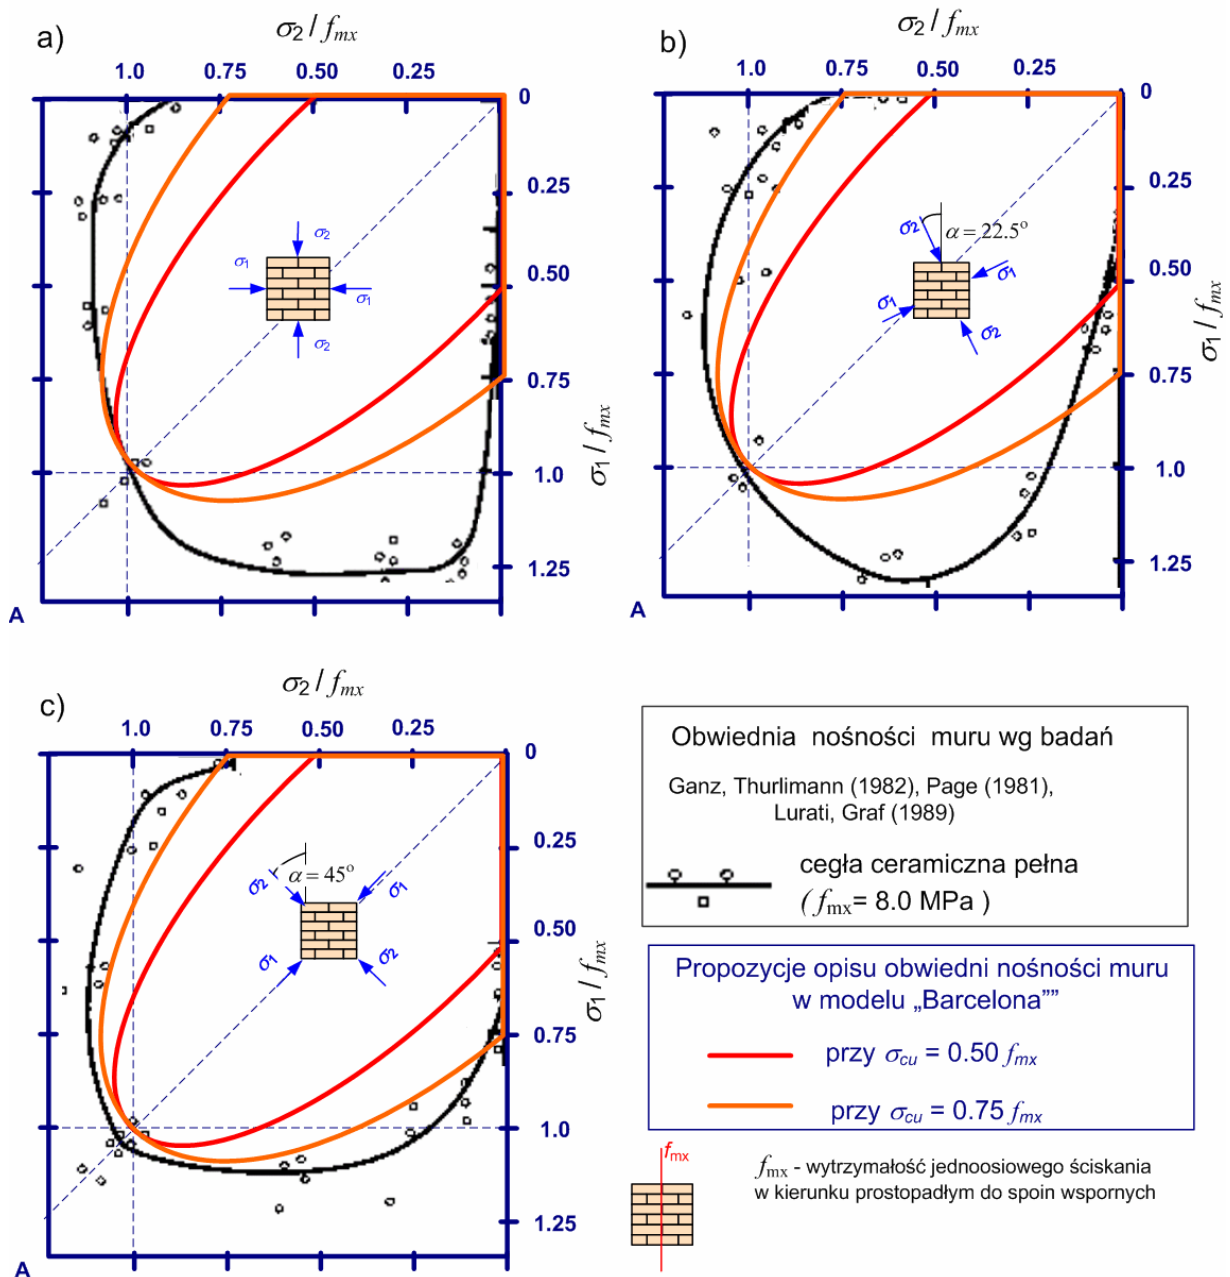 a)
σ2 / fmx
1.0 0.75 0.50 0.25
0
0.25
0.50
0.75
1.0
1.25
σ1 / fmx
σ2
σ1
σ1
σ2
A
b)
σ2 / fmx
1.0 0.75 0.50 0.25
0
0.25
0.50
0.75
1.0
1.25
σ1 / fmx
σ2 α = 22.5°
σ1
σ1
σ2
A
c)
σ2 / fmx
1.0 0.75 0.50 0.25
0
0.25
0.50
0.75
1.0
1.25
σ1 / fmx
σ2 α = 45° σ1
σ1 σ2
A
Obwiednia nośności muru wg badań
Ganz, Thurlimann (1982), Page (1981),
Lurati, Graf (1989)
cegła ceramiczna pełna
( fmx= 8.0 MPa )
Propozycje opisu obwiedni nośności muru
w modelu „Barcelona””
przy σcu = 0.50 fmx
przy σcu = 0.75 fmx
fmx
fmx - wytrzymałość jednoosiowego ściskania
w kierunku prostopadłym do spoin wspornych